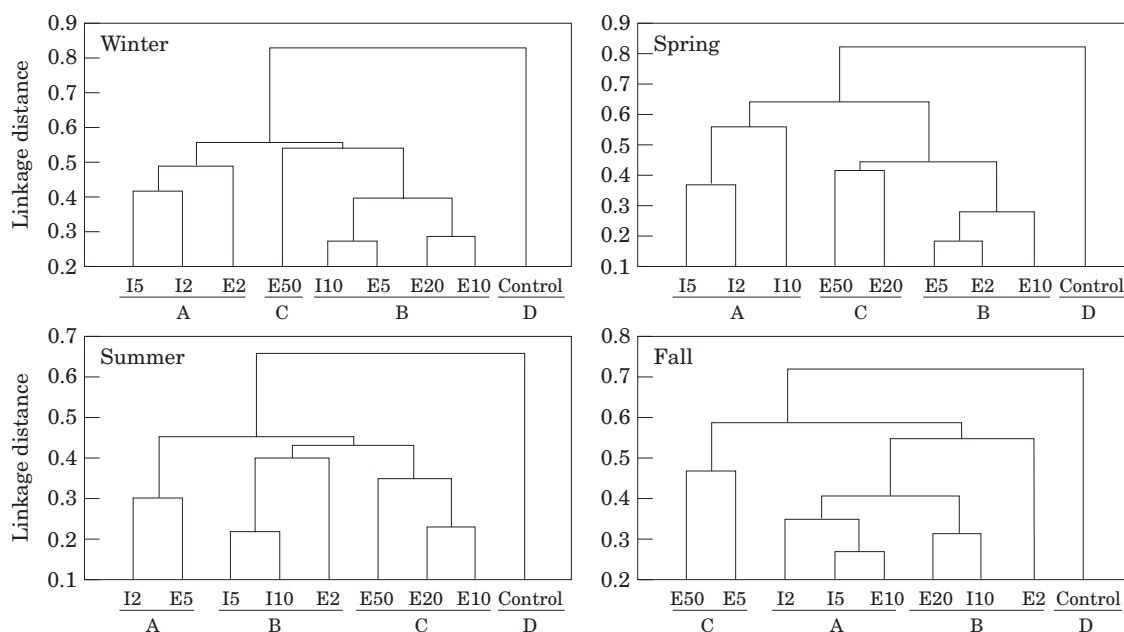 Winter
Linkage distance
0.9
0.8
0.7
0.6
0.5
0.4
0.3
0.2
I5 I2 E2 E50 I10 E5 E20 E10 Control
A C B D
Spring
0.9
0.8
0.7
0.6
0.5
0.4
0.3
0.2
0.1
I5 I2 I10 E50 E20 E5 E2 E10 Control
A C B D
Summer
Linkage distance
0.7
0.6
0.5
0.4
0.3
0.2
0.1
I2 E5 I5 I10 E2 E50 E20 E10 Control
A B C D
Fall
0.8
0.7
0.6
0.5
0.4
0.3
0.2
E50 E5 I2 I5 E10 E20 I10 E2 Control
C A B D